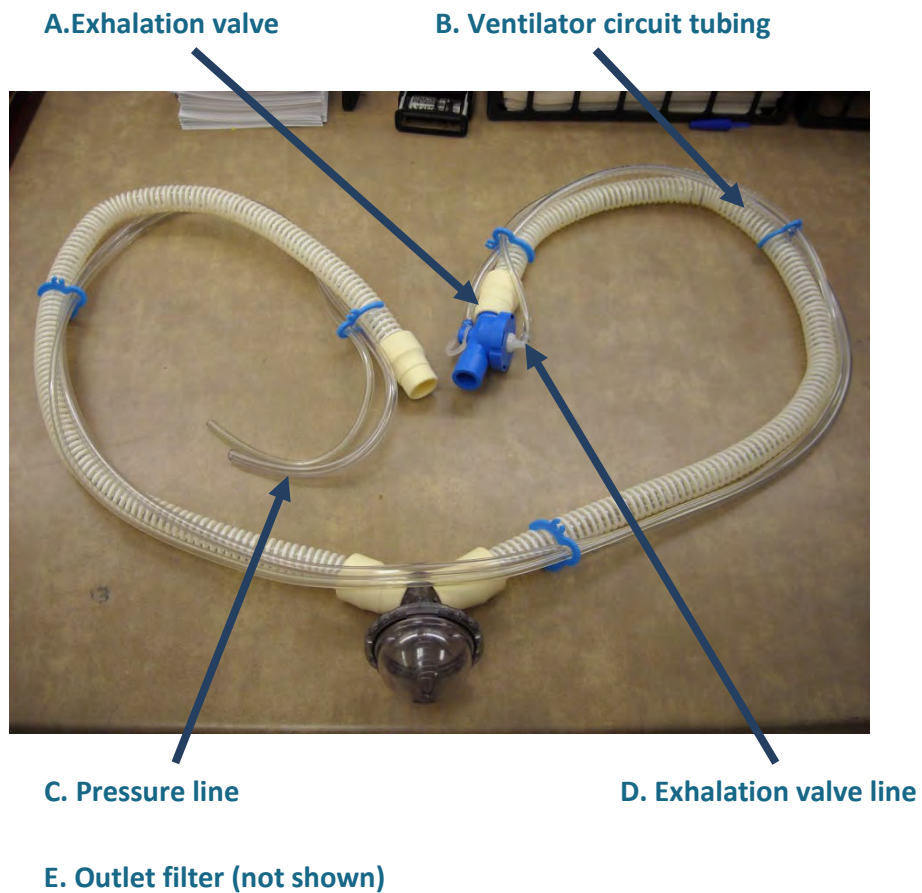 A.Exhalation valve
B. Ventilator circuit tubing
C. Pressure line
D. Exhalation valve line
E. Outlet filter (not shown)